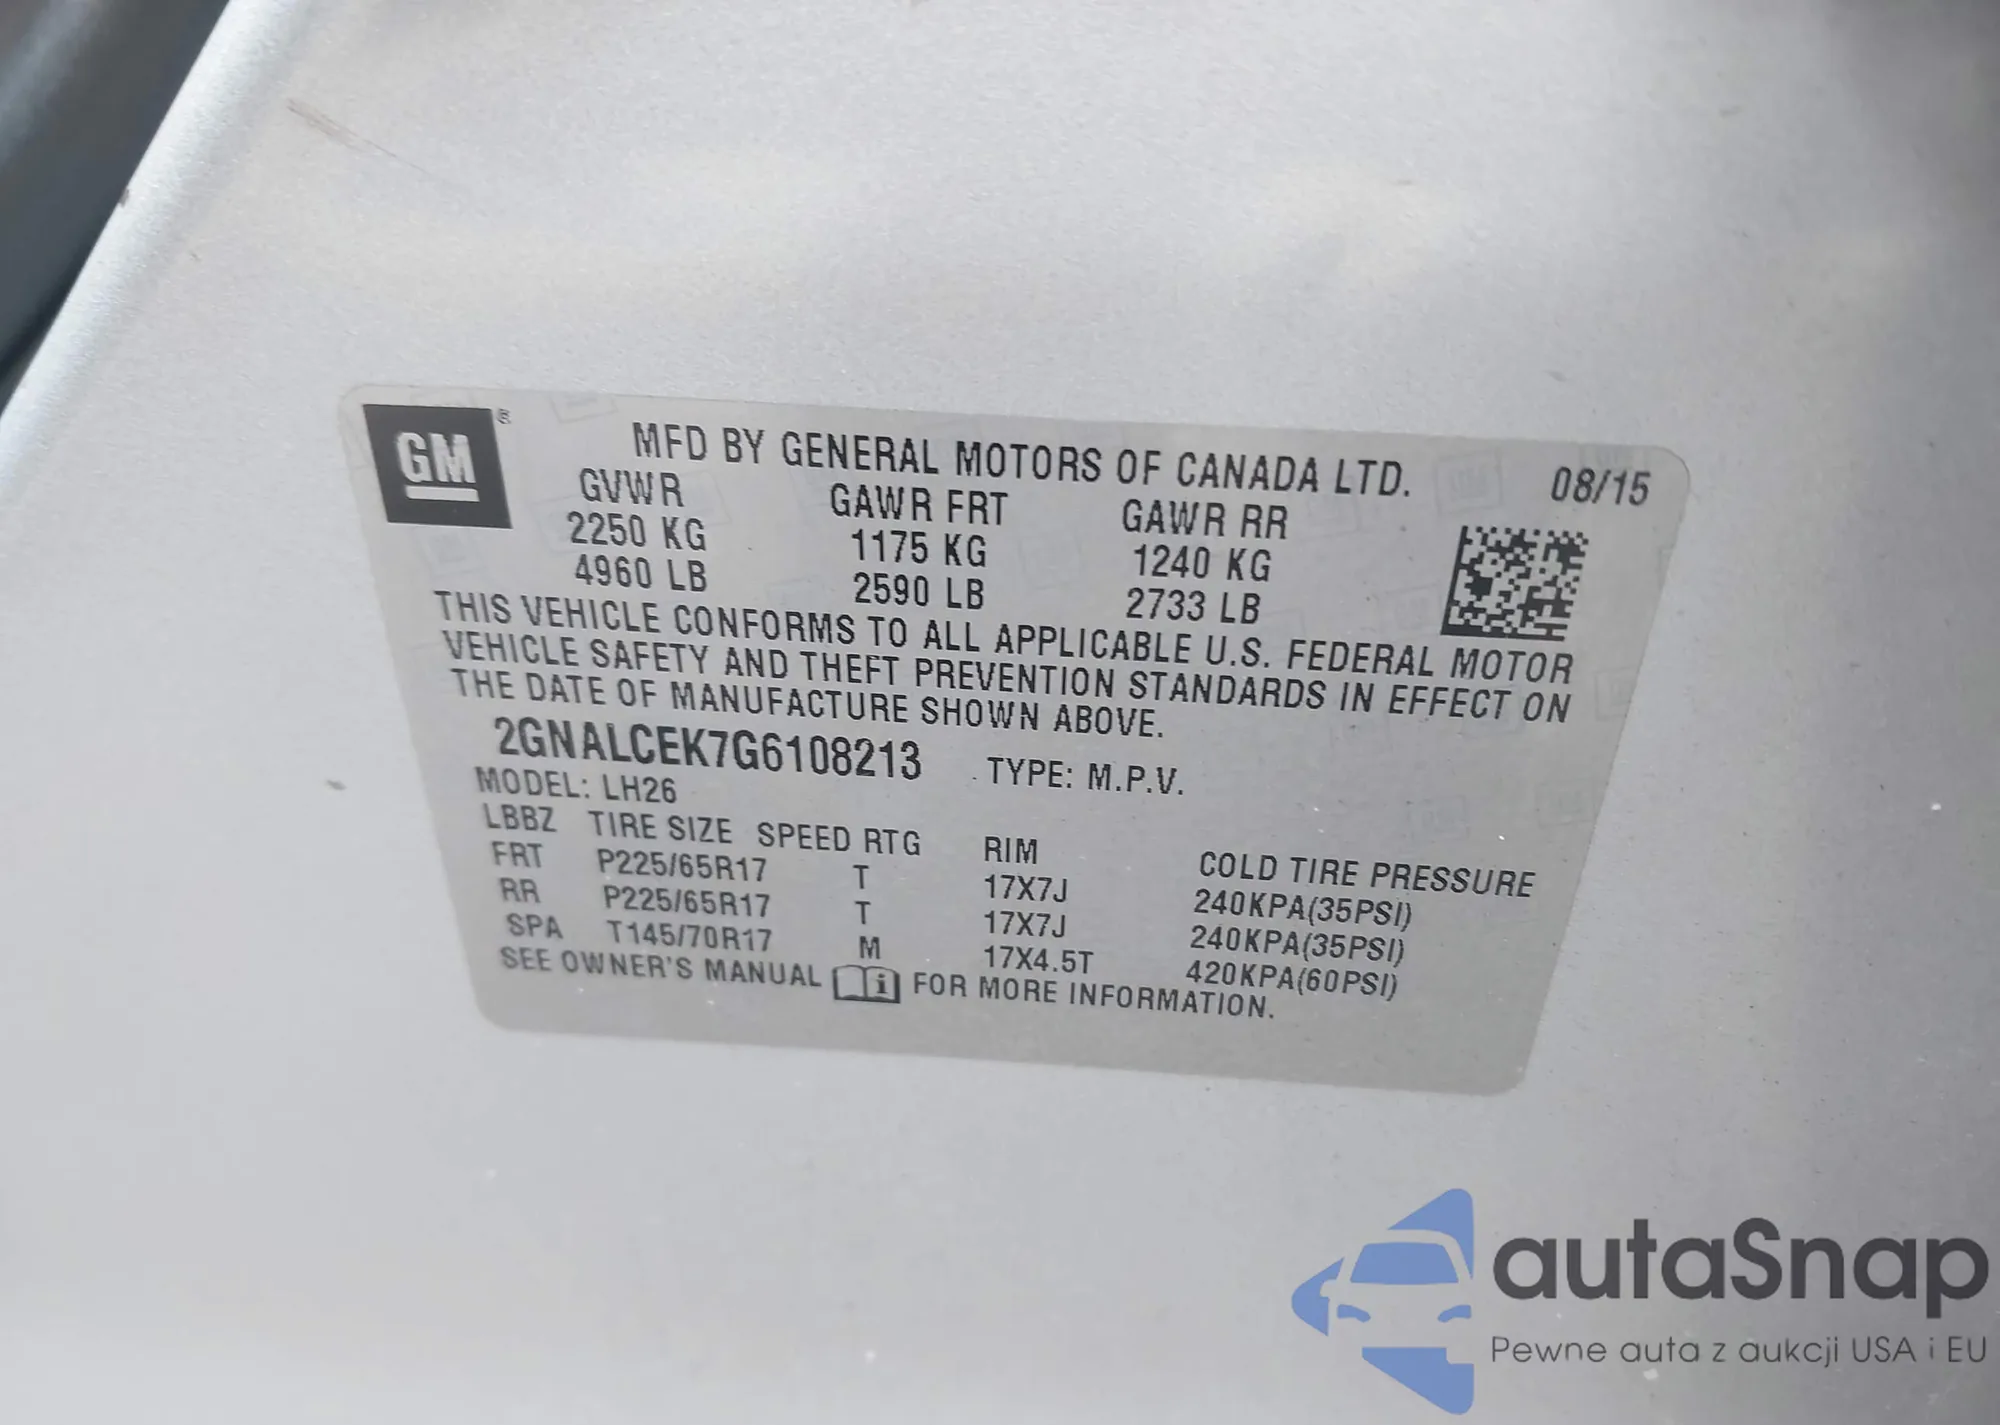 GM ®
MFD BY GENERAL MOTORS OF CANADA LTD. 08/15
GVWR GAWR FRT GAWR RR
2250 KG 1175 KG 1240 KG
4960 LB 2590 LB 2733 LB
THIS VEHICLE CONFORMS TO ALL APPLICABLE U.S. FEDERAL MOTOR
VEHICLE SAFETY AND THEFT PREVENTION STANDARDS IN EFFECT ON
THE DATE OF MANUFACTURE SHOWN ABOVE.
2GNALCEK7G6108213 TYPE: M.P.V.
MODEL: LH26
LBBZ TIRE SIZE SPEED RTG RIM COLD TIRE PRESSURE
FRT P225/65R17 T 17X7J 240KPA(35PSI)
RR P225/65R17 T 17X7J 240KPA(35PSI)
SPA T145/70R17 M 17X4.5T 420KPA(60PSI)
SEE OWNER'S MANUAL i FOR MORE INFORMATION.
autaSnap
Pewne auta z aukcji USA i EU